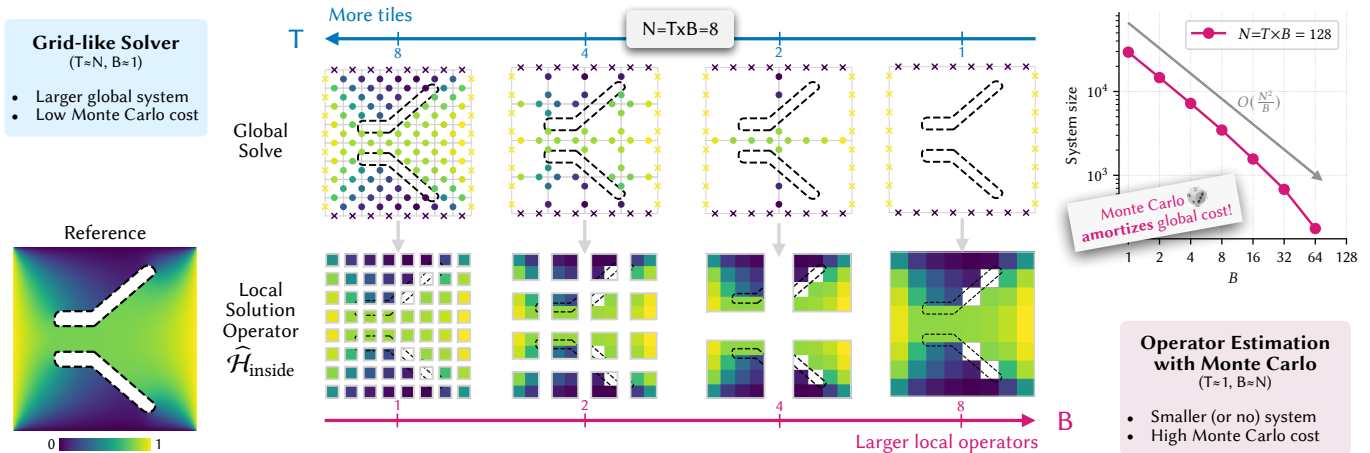 Grid-like Solver
(T≈N, B≈1)
• Larger global system
• Low Monte Carlo cost
Reference
0
1
T
More tiles
N=TxB=8
8
4
2
1
Global
Solve
Local
Solution
Operator
Ĥinside
1
2
4
8
B
Larger local operators
N=T×B = 128
O(N²/B)
System size
10⁴
10³
Monte Carlo
amortizes global cost!
1
2
4
8
16
32
64
128
B
Operator Estimation
with Monte Carlo
(T≈1, B≈N)
• Smaller (or no) system
• High Monte Carlo cost